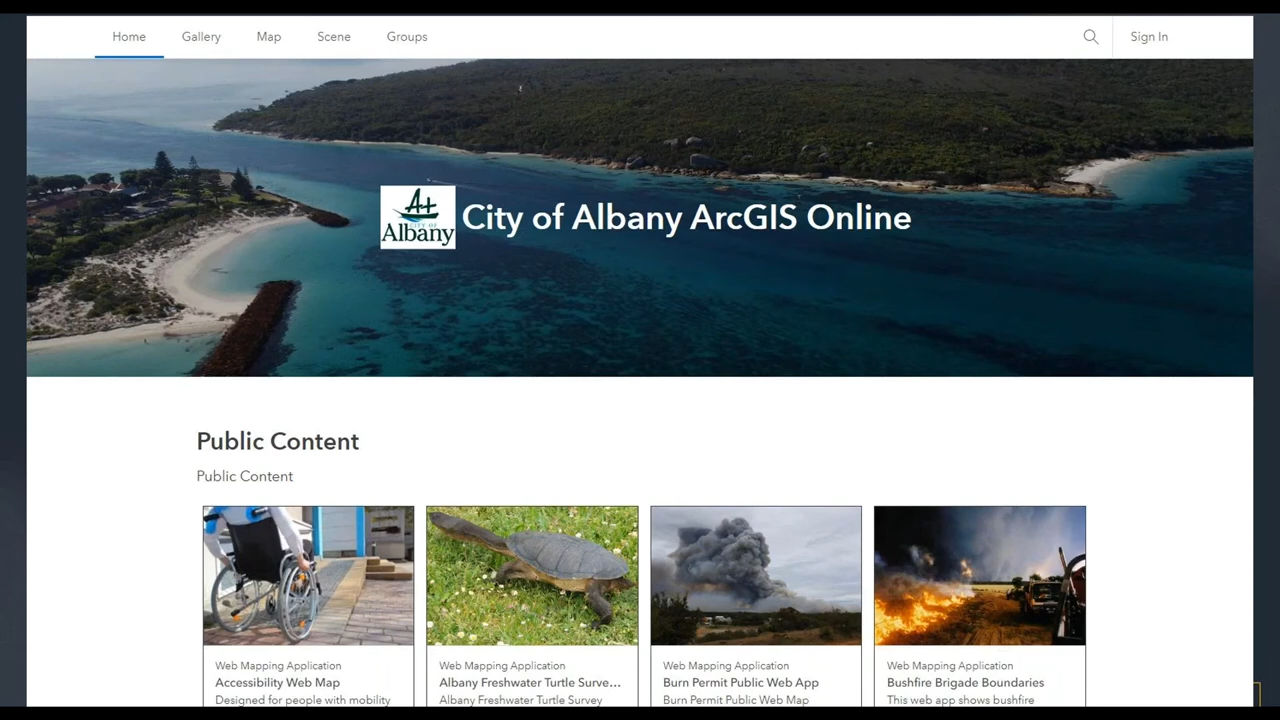 Home Gallery Map Scene Groups Sign In
A+
CITY OF
Albany
City of Albany ArcGIS Online
Public Content
Public Content
Web Mapping Application
Accessibility Web Map
Designed for people with mobility
Web Mapping Application
Albany Freshwater Turtle Surve...
Albany Freshwater Turtle Survey
Web Mapping Application
Burn Permit Public Web App
Burn Permit Public Web Map
Web Mapping Application
Bushfire Brigade Boundaries
This web app shows bushfire